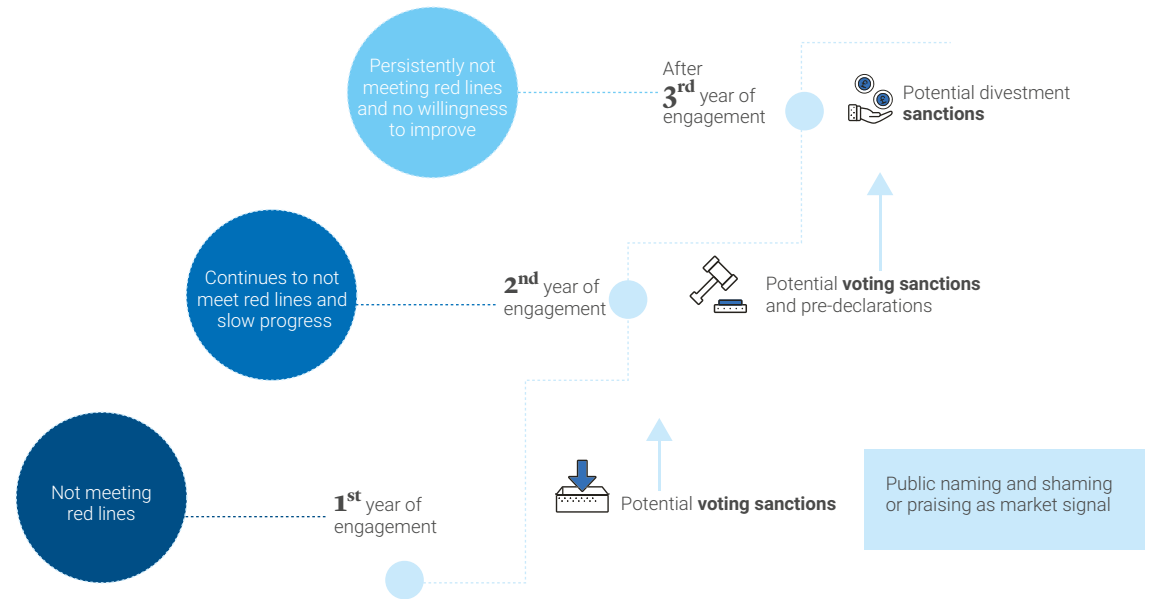 Persistently not
meeting red lines
and no willingness
to improve
After
3rd year of
engagement
Potential divestment
sanctions
Continues to not
meet red lines and
slow progress
2nd year of
engagement
Potential voting sanctions
and pre-declarations
Not meeting
red lines
1st year of
engagement
Potential voting sanctions
Public naming and shaming
or praising as market signal